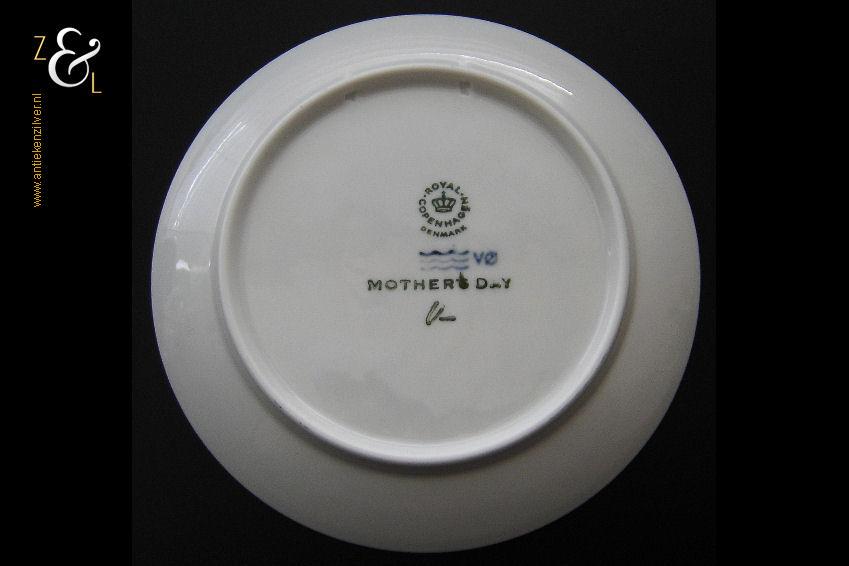 Z & L
www.antiekenzilver.nl
ROYAL COPENHAGEN
DENMARK
VØ
MOTHER'S DAY